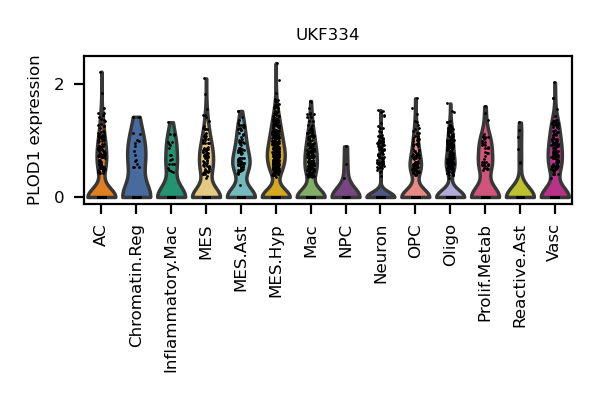 UKF334
PLOD1 expression
2
0
AC
Chromatin.Reg
Inflammatory.Mac
MES
MES.Ast
MES.Hyp
Mac
NPC
Neuron
OPC
Oligo
Prolif.Metab
Reactive.Ast
Vasc